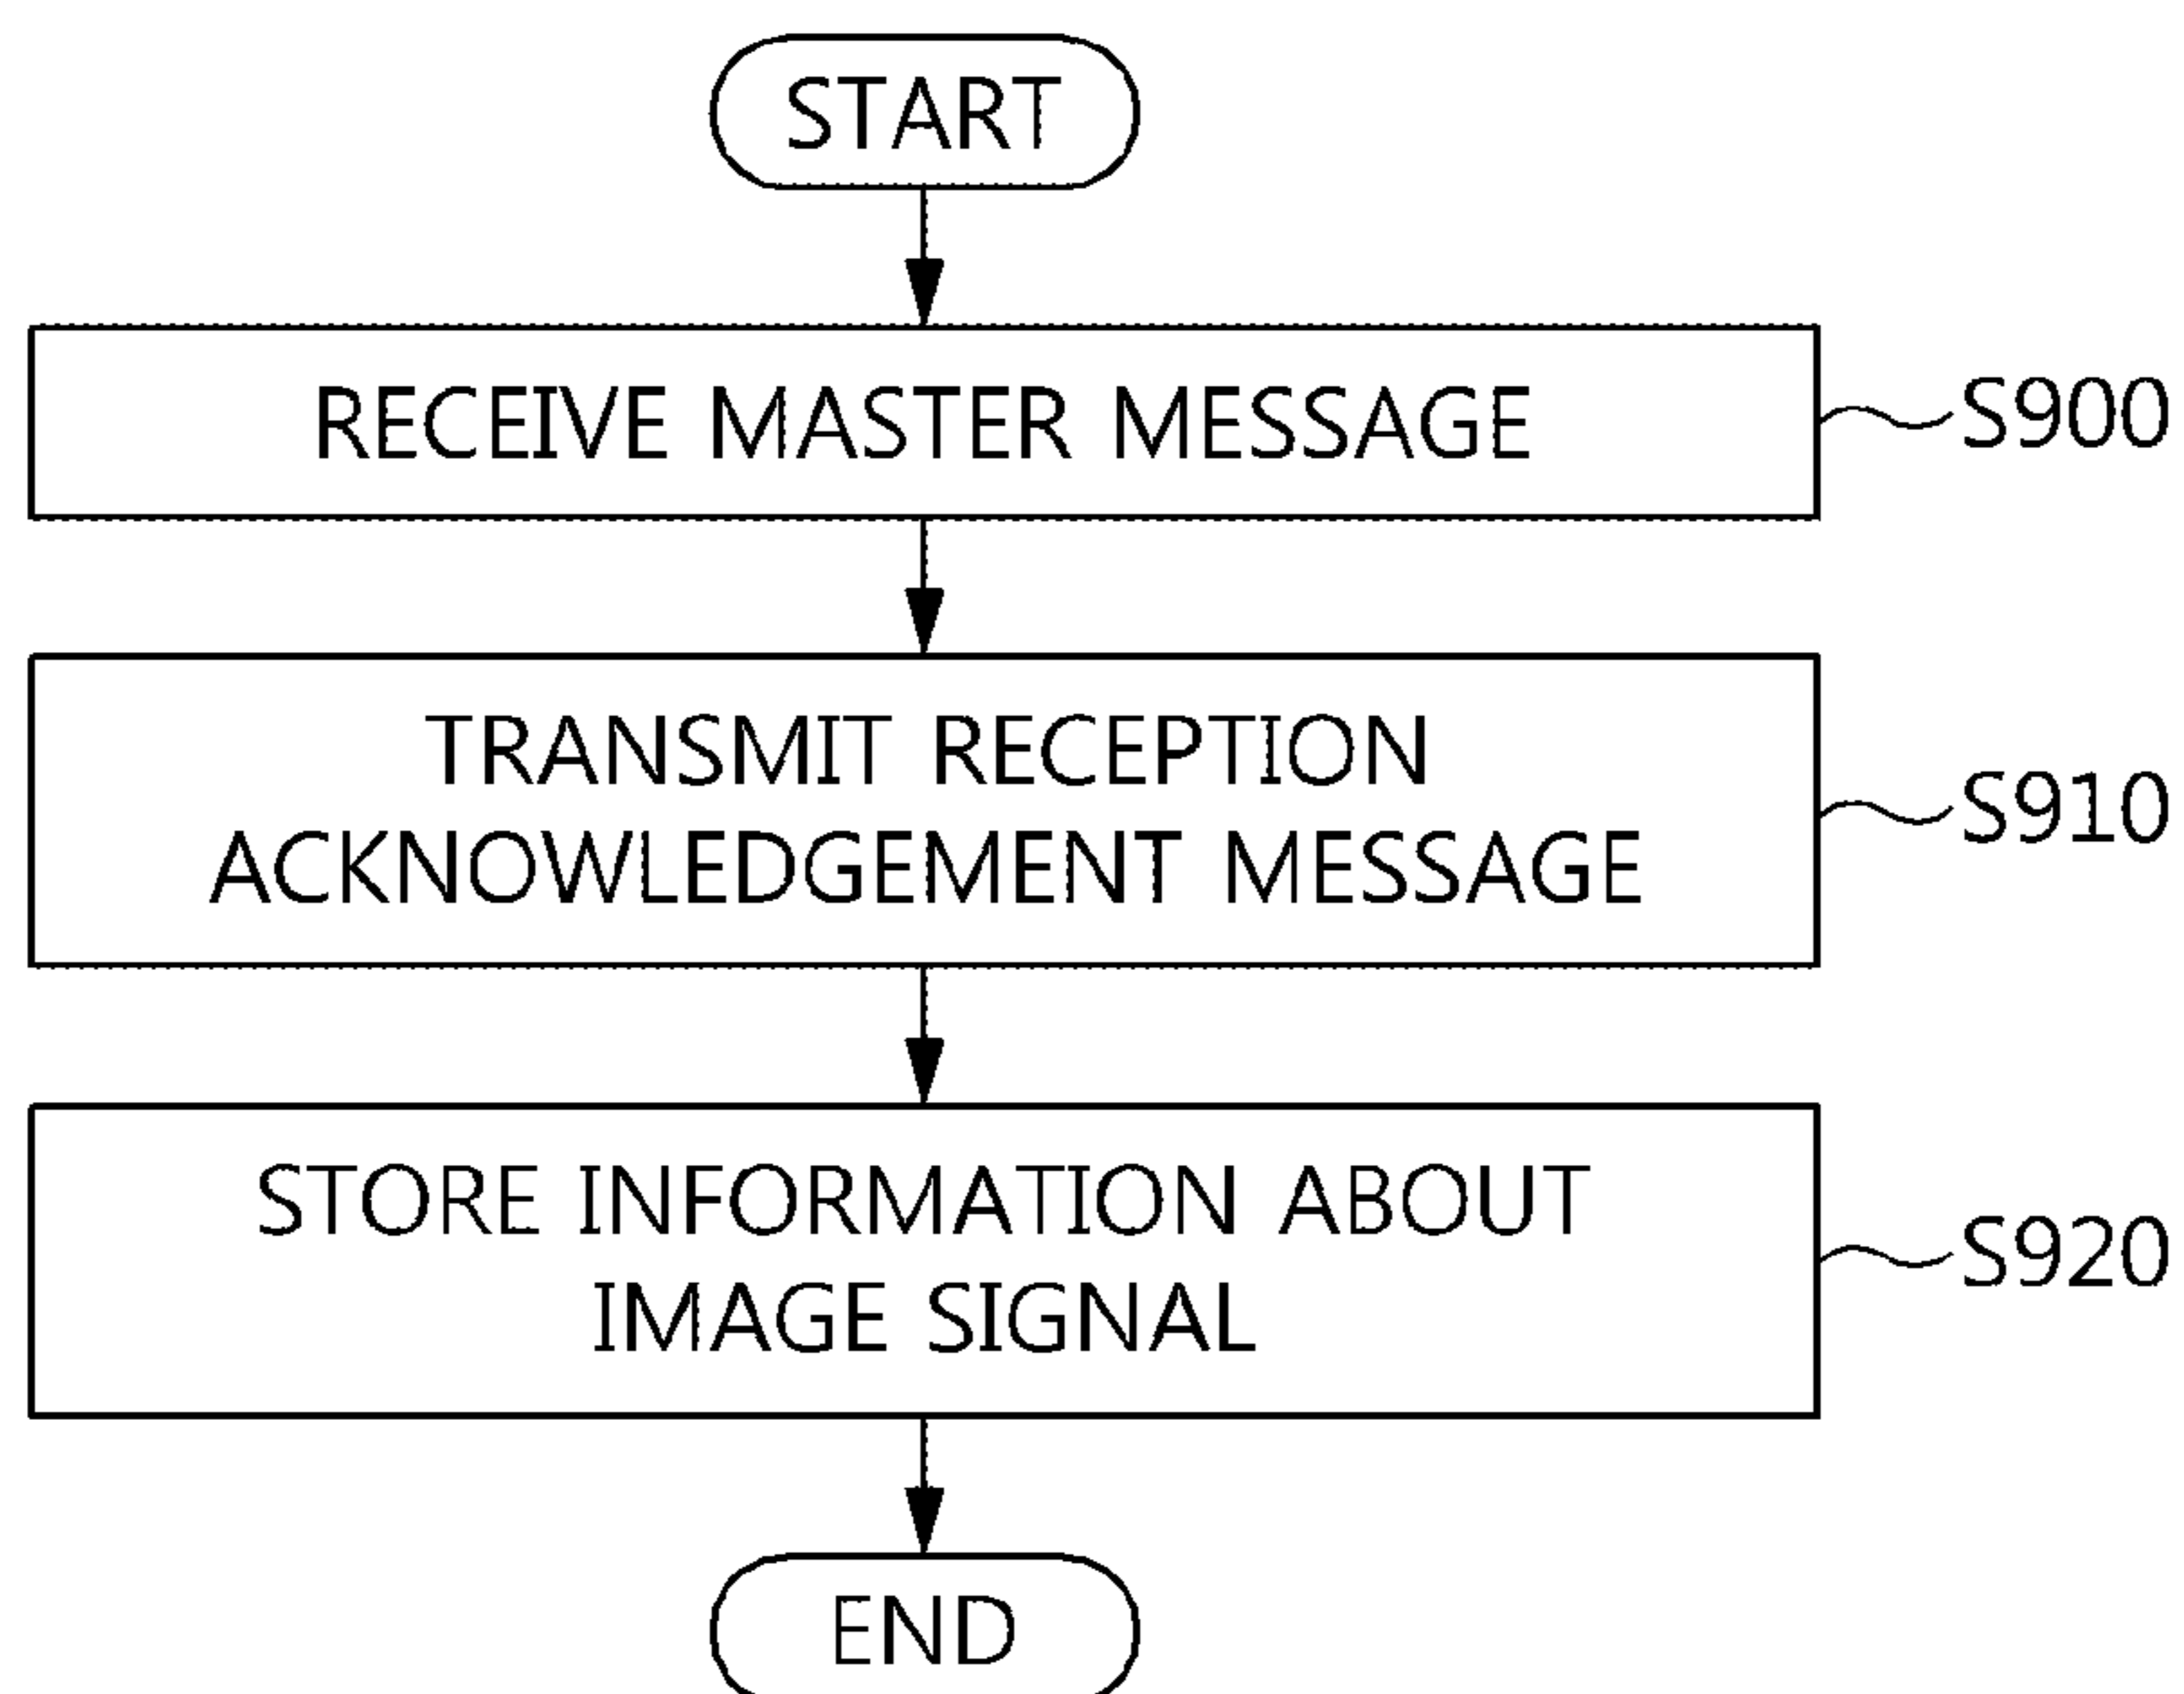 START
RECEIVE MASTER MESSAGE
S900
TRANSMIT RECEPTION
ACKNOWLEDGEMENT MESSAGE
S910
STORE INFORMATION ABOUT
IMAGE SIGNAL
S920
END